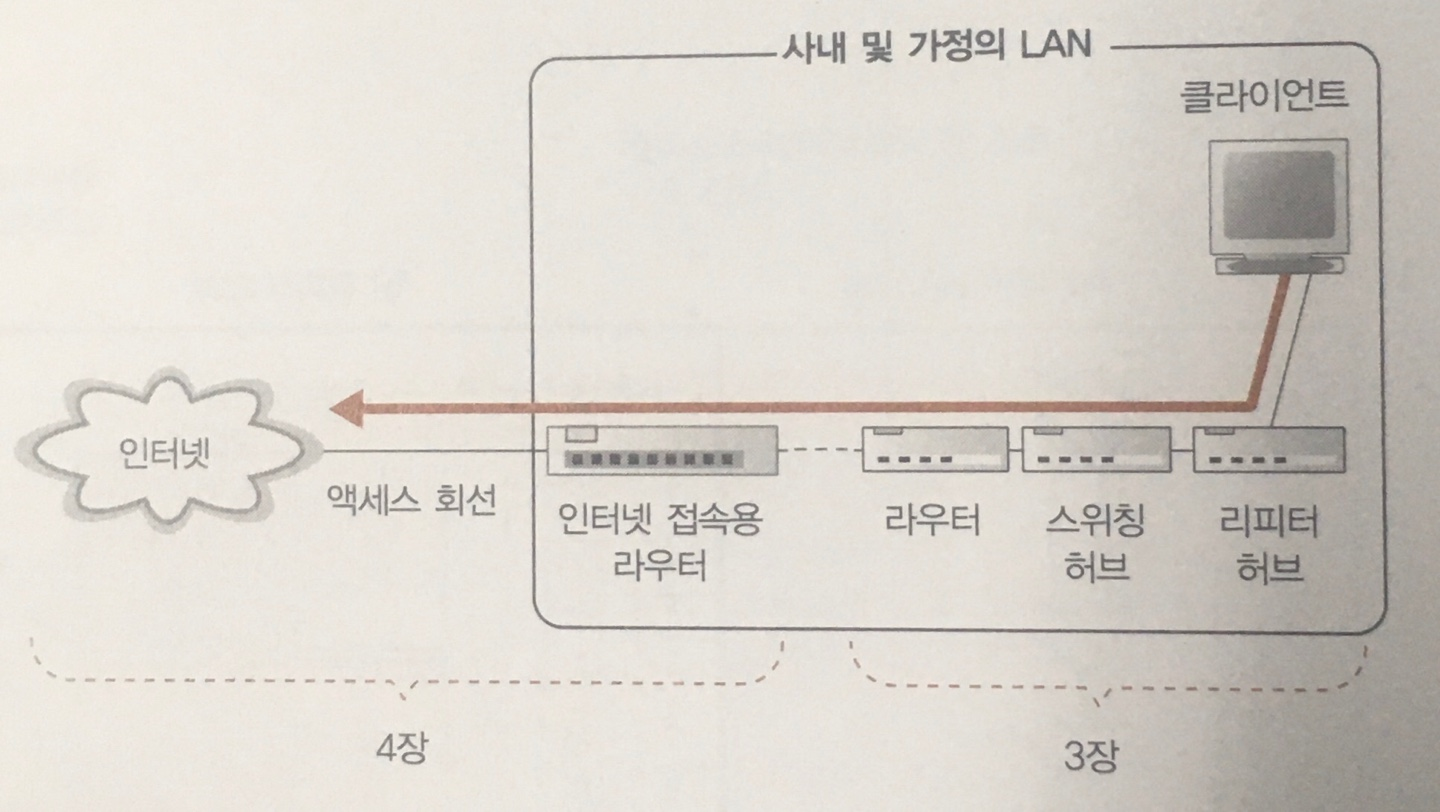 사내 및 가정의 LAN
클라이언트
인터넷
액세스 회선
인터넷 접속용
라우터
라우터
스위칭
허브
리피터
허브
4장
3장